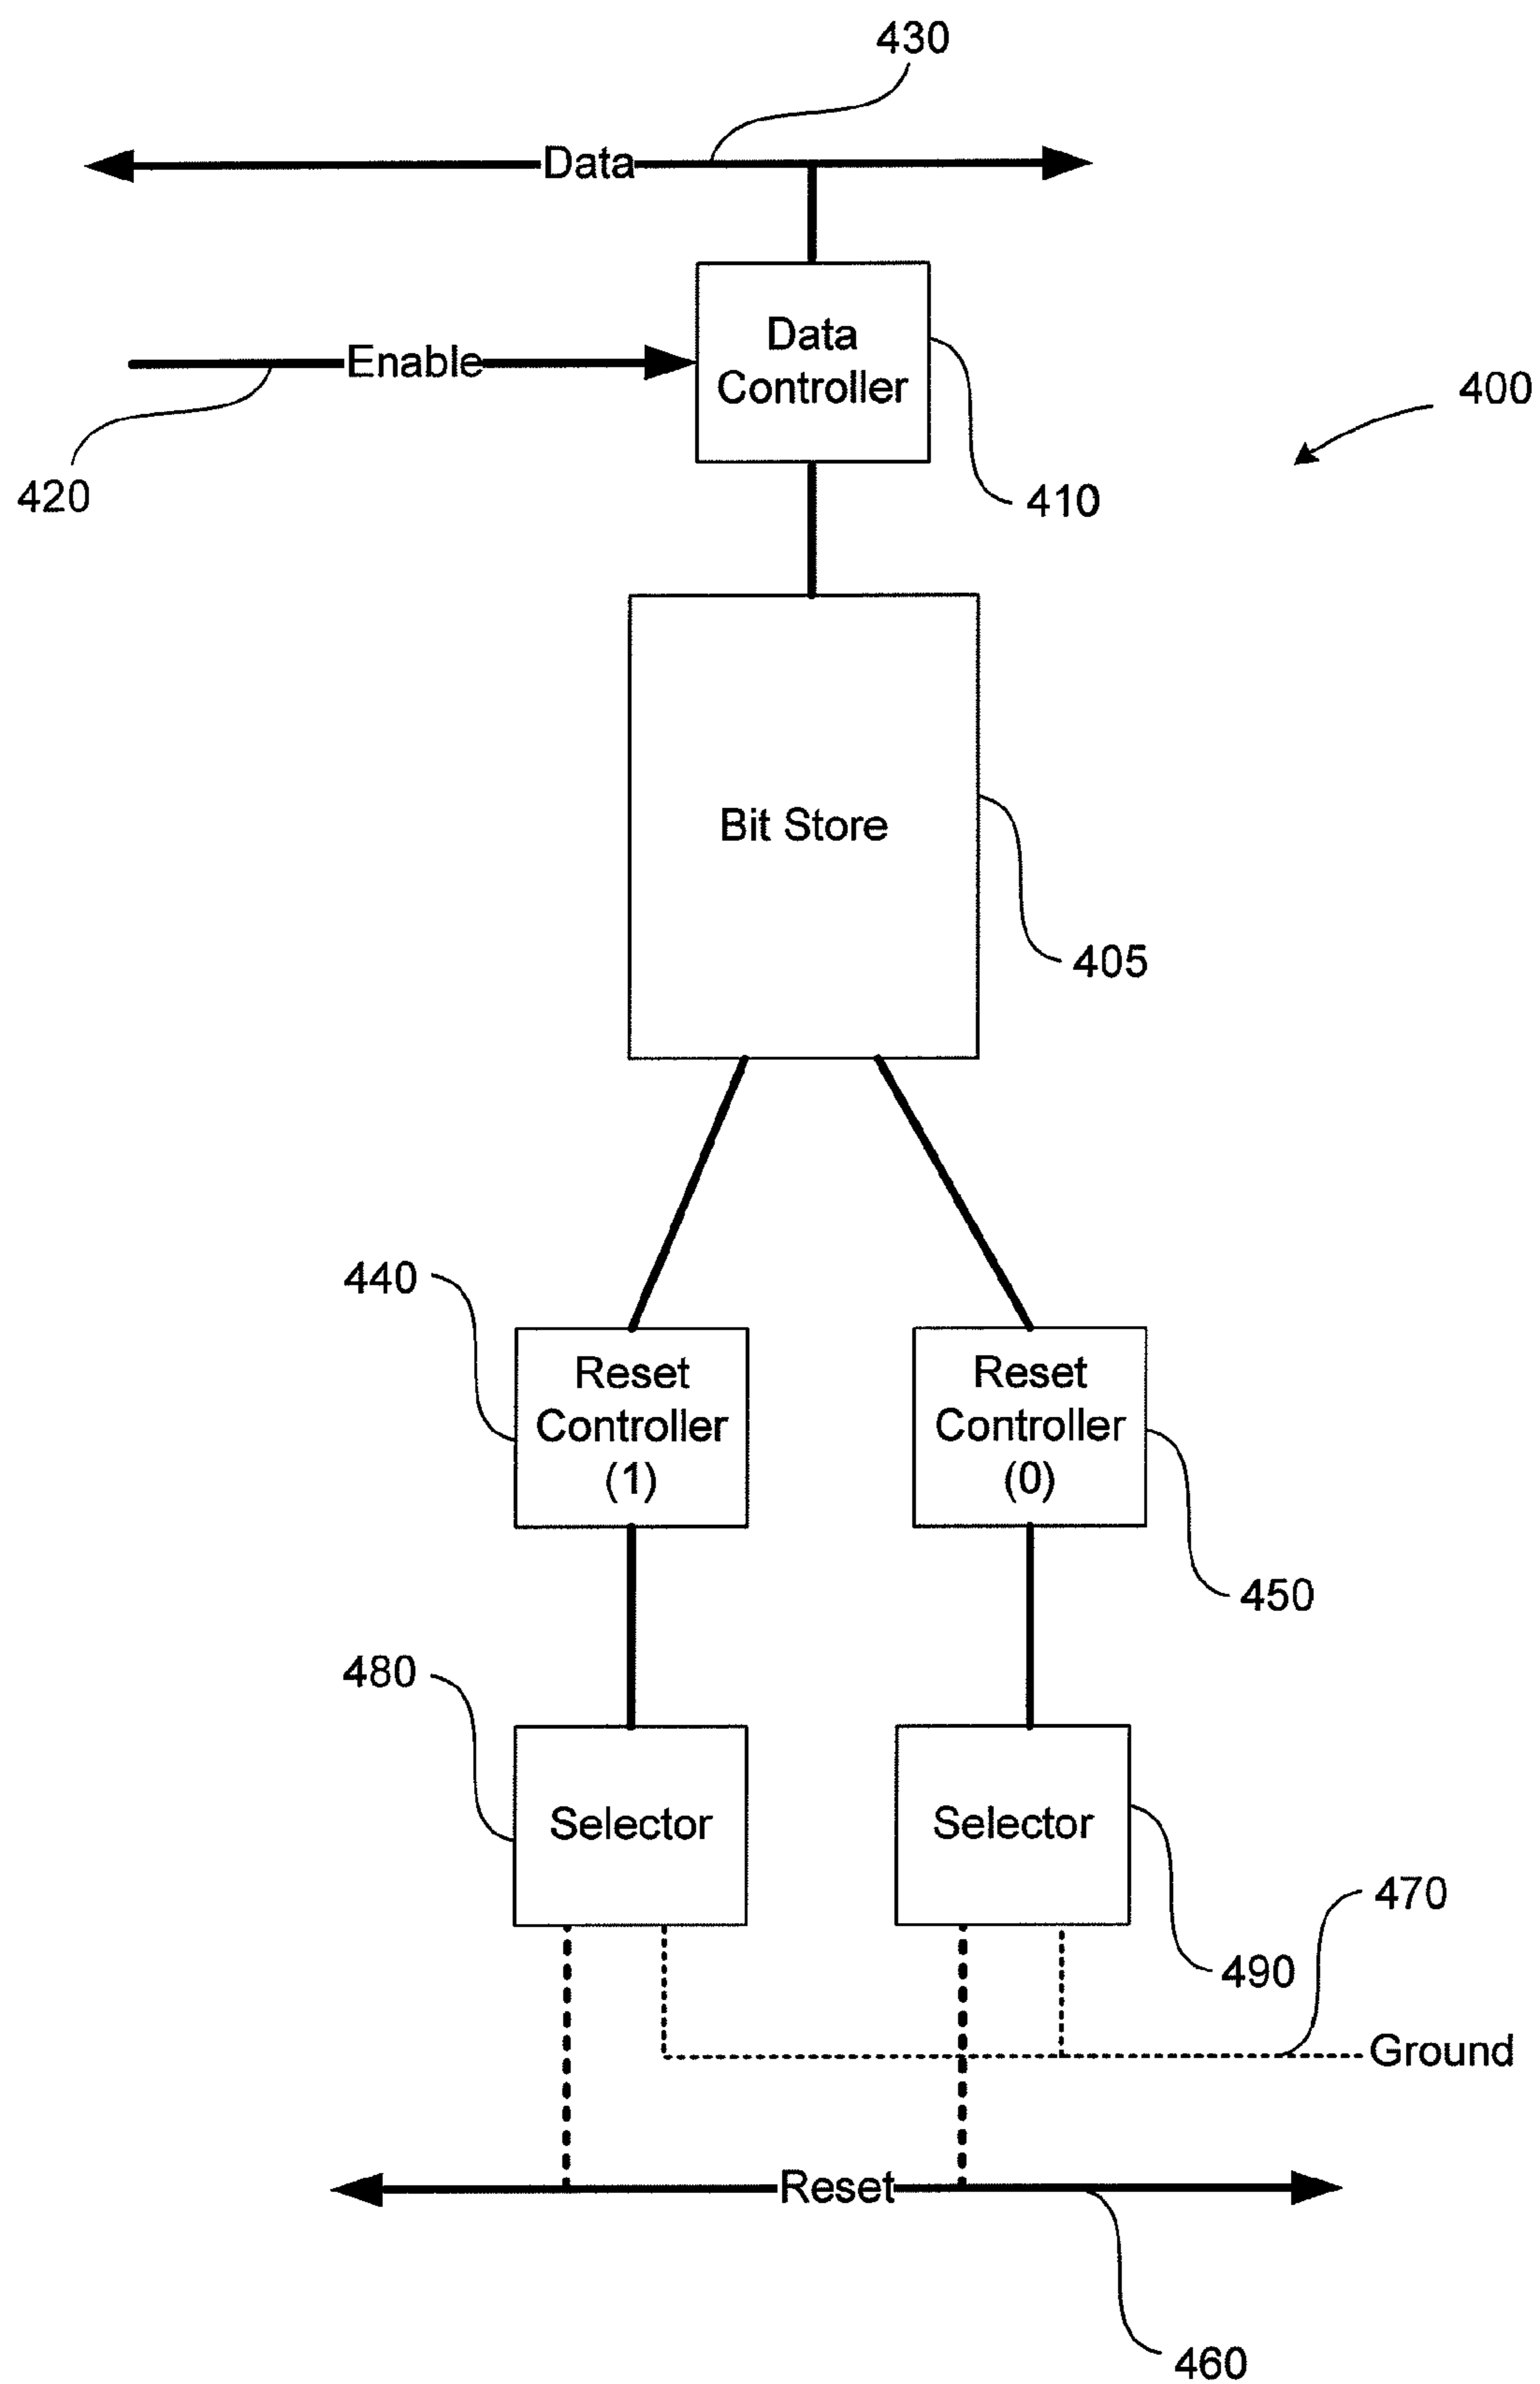 430
Data
Data
Controller
Enable
400
420
410
Bit Store
405
440
Reset
Controller
(1)
Reset
Controller
(0)
450
480
Selector
Selector
470
490
Ground
Reset
460